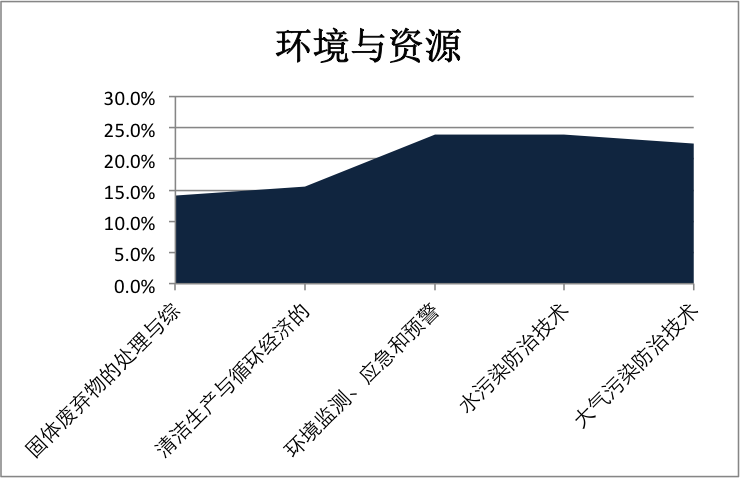 环境与资源
30.0%
25.0%
20.0%
15.0%
10.0%
5.0%
0.0%
固体废弃物的处理与综
清洁生产与循环经济的
环境监测、应急和预警
水污染防治技术
大气污染防治技术